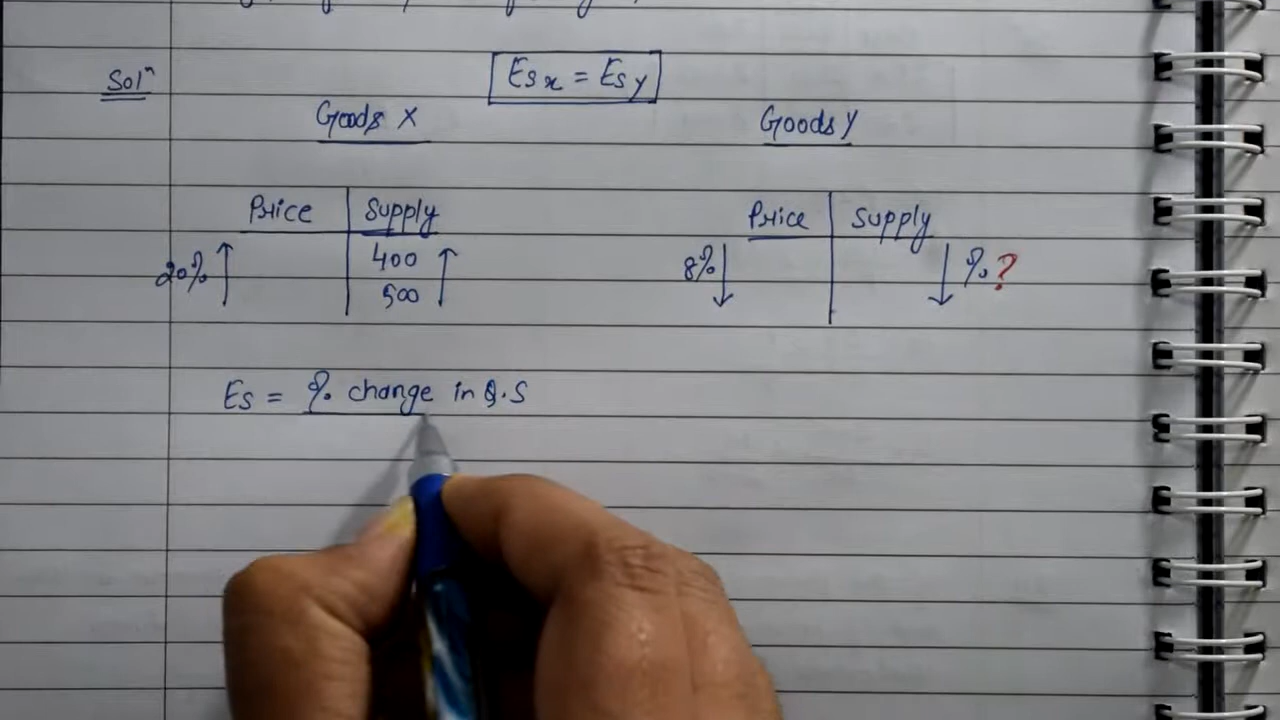 Solⁿ
Esx = Esy
Goods X
Goods Y
Price Supply
20% ↑ 400 ↑
500
Price Supply
8% ↓ ↓ %?
Es = % change in Q.S